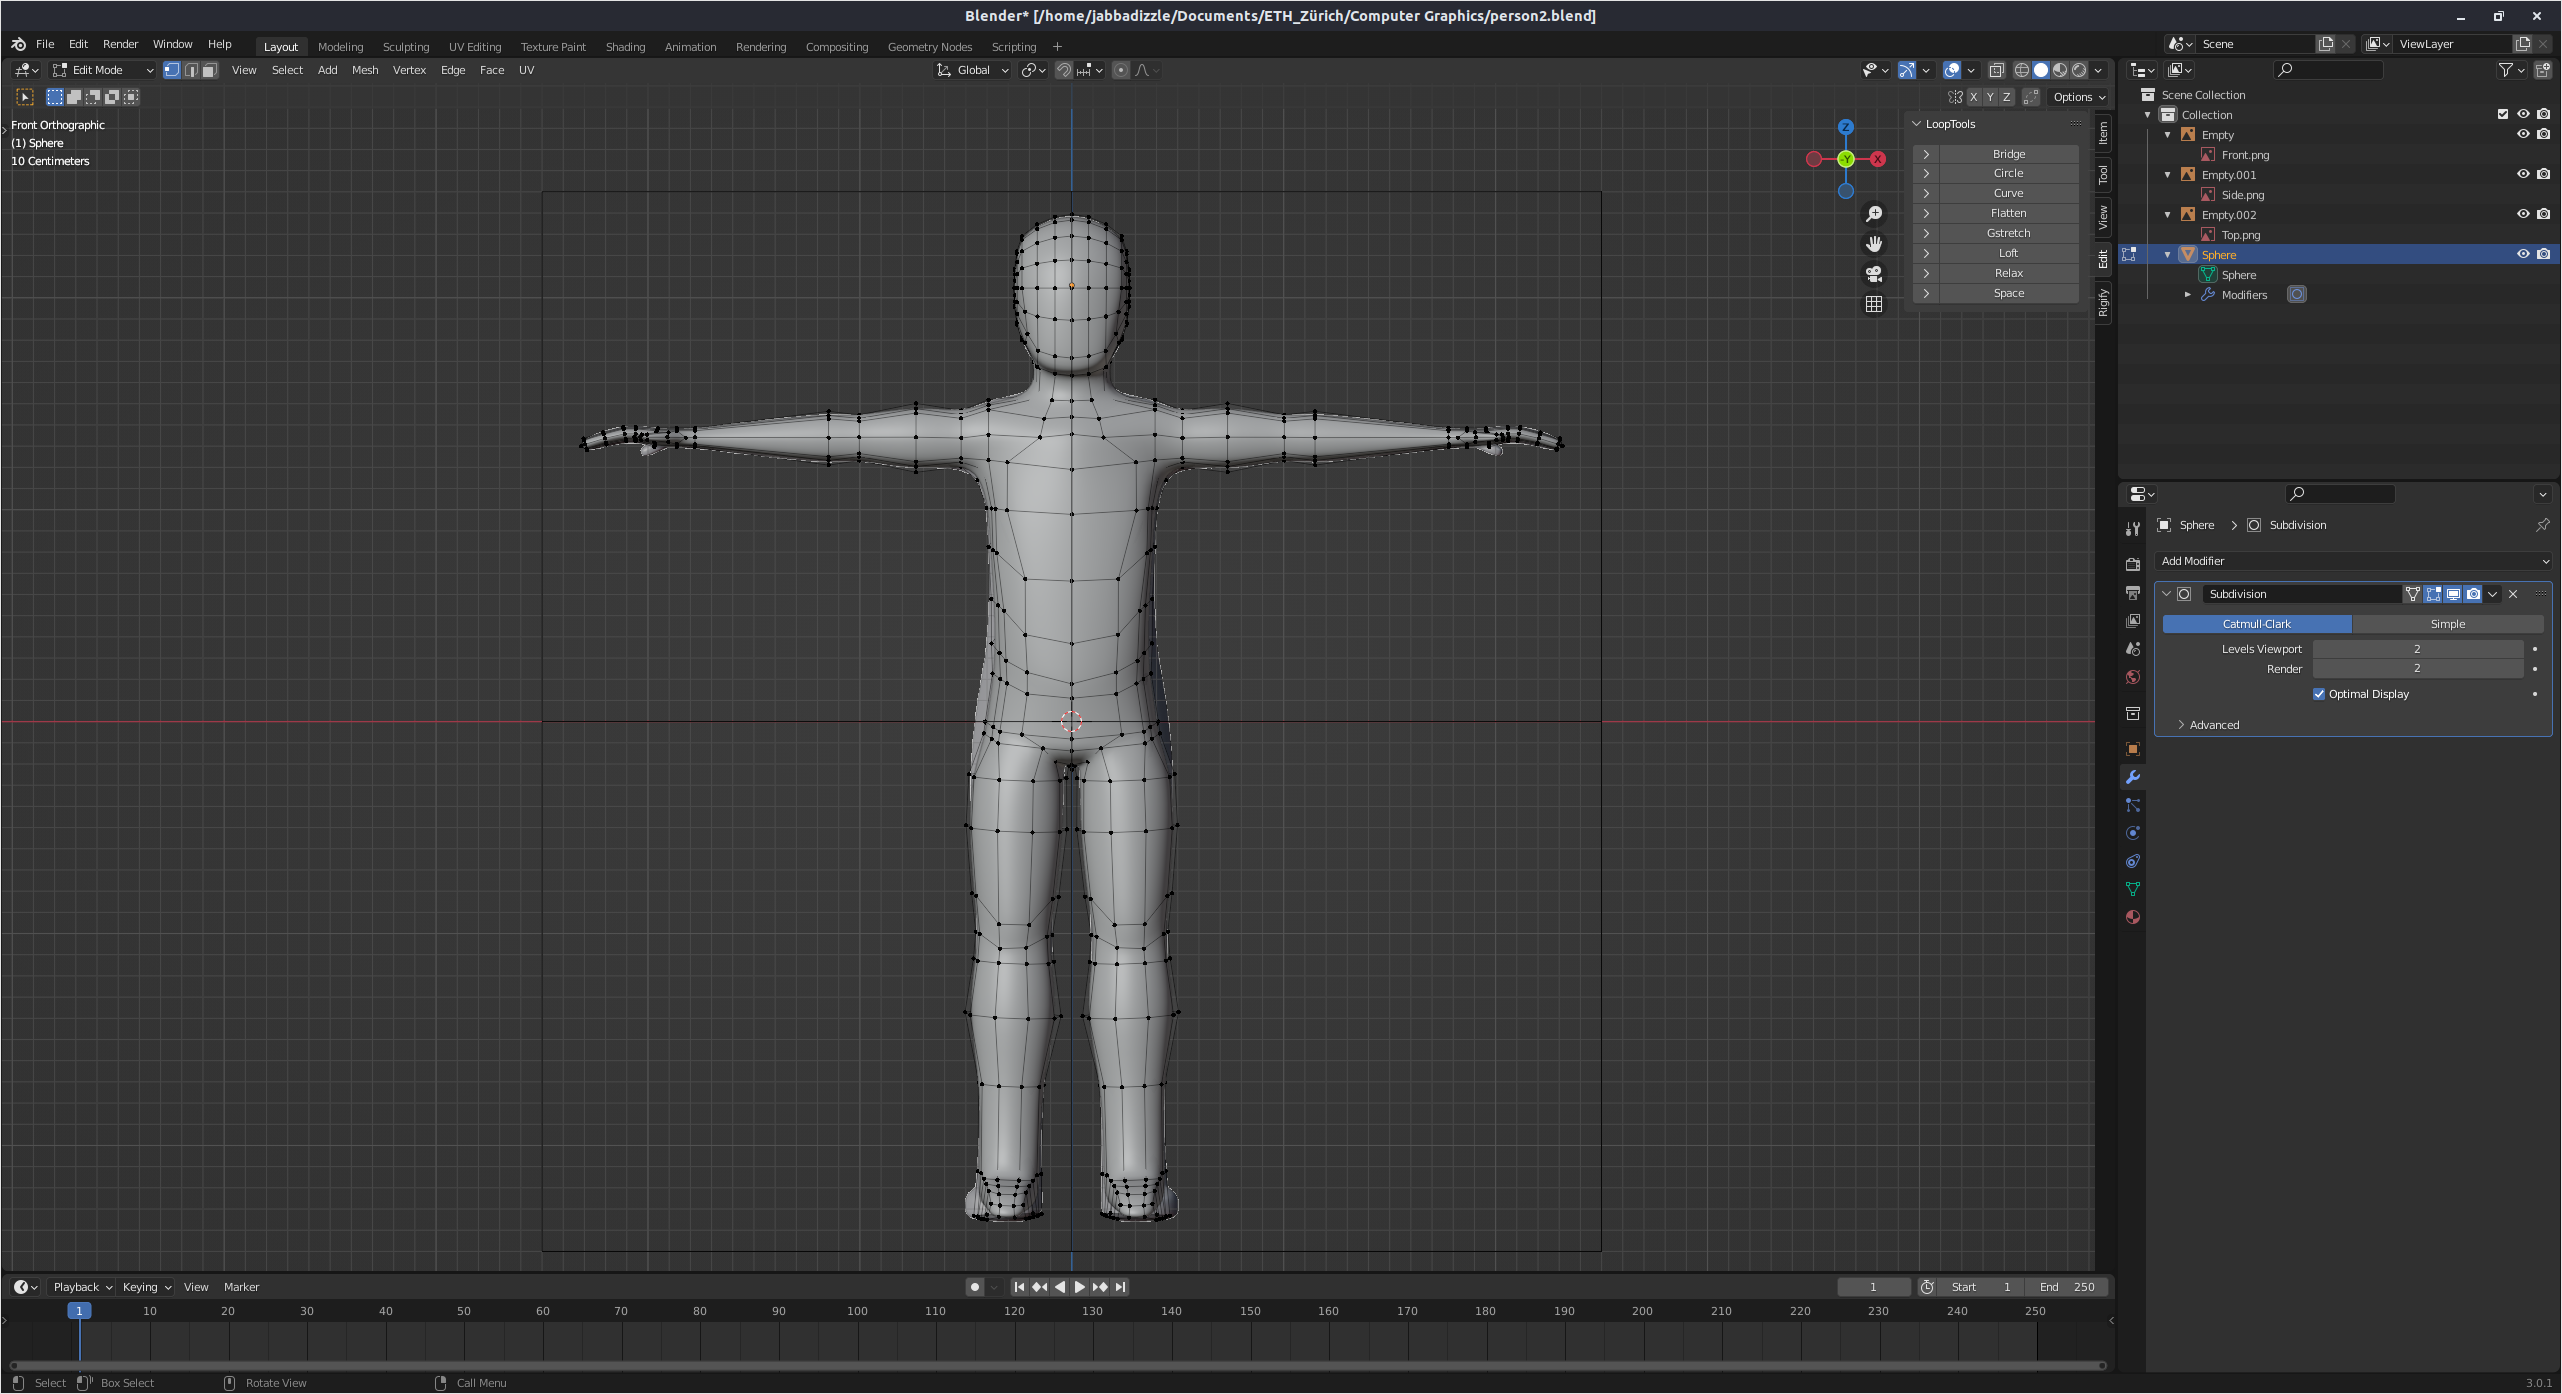 Blender* [/home/jabbadizzle/Documents/ETH_Zürich/Computer Graphics/person2.blend]
File Edit Render Window Help Layout Modeling Sculpting UV Editing Texture Paint Shading Animation Rendering Compositing Geometry Nodes Scripting + Scene ViewLayer
Edit Mode View Select Add Mesh Vertex Edge Face UV Global
X Y Z Options
Front Orthographic
(1) Sphere
10 Centimeters
Z
Y
X
LoopTools
Bridge
Circle
Curve
Flatten
Gstretch
Loft
Relax
Space
Item
Tool
View
Edit
Rigify
Scene Collection
Collection
Empty
Front.png
Empty.001
Side.png
Empty.002
Top.png
Sphere
Sphere
Modifiers
Sphere > Subdivision
Add Modifier
Subdivision
Catmull-Clark Simple
Levels Viewport 2
Render 2
Optimal Display
Advanced
Playback Keying View Marker 1 Start 1 End 250
1 10 20 30 40 50 60 70 80 90 100 110 120 130 140 150 160 170 180 190 200 210 220 230 240 250
Select Box Select Rotate View Call Menu 3.0.1